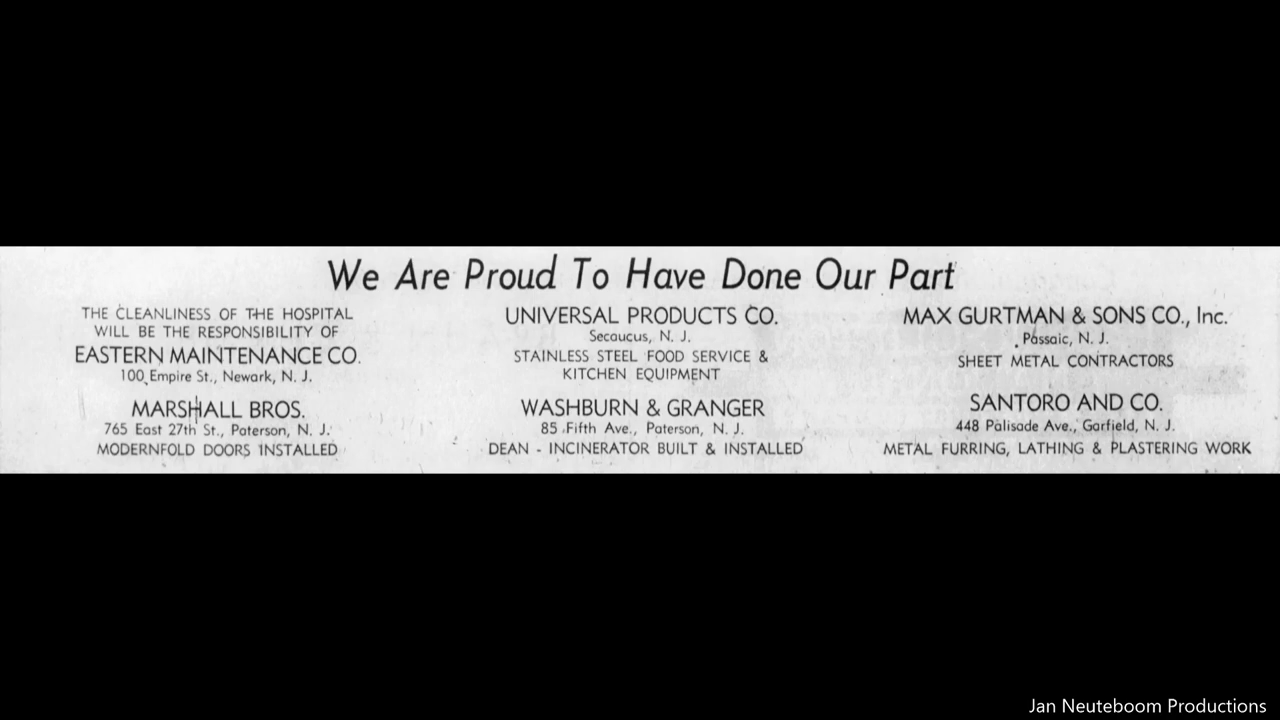 We Are Proud To Have Done Our Part
THE CLEANLINESS OF THE HOSPITAL
WILL BE THE RESPONSIBILITY OF
EASTERN MAINTENANCE CO.
100 Empire St., Newark, N. J.
MARSHALL BROS.
765 East 27th St., Paterson, N. J.
MODERNFOLD DOORS INSTALLED
UNIVERSAL PRODUCTS CO.
Secaucus, N. J.
STAINLESS STEEL FOOD SERVICE &
KITCHEN EQUIPMENT
WASHBURN & GRANGER
85 Fifth Ave., Paterson, N. J.
DEAN - INCINERATOR BUILT & INSTALLED
MAX GURTMAN & SONS CO., Inc.
Passaic, N. J.
SHEET METAL CONTRACTORS
SANTORO AND CO.
448 Palisade Ave., Garfield, N. J.
METAL FURRING, LATHING & PLASTERING WORK
Jan Neuteboom Productions